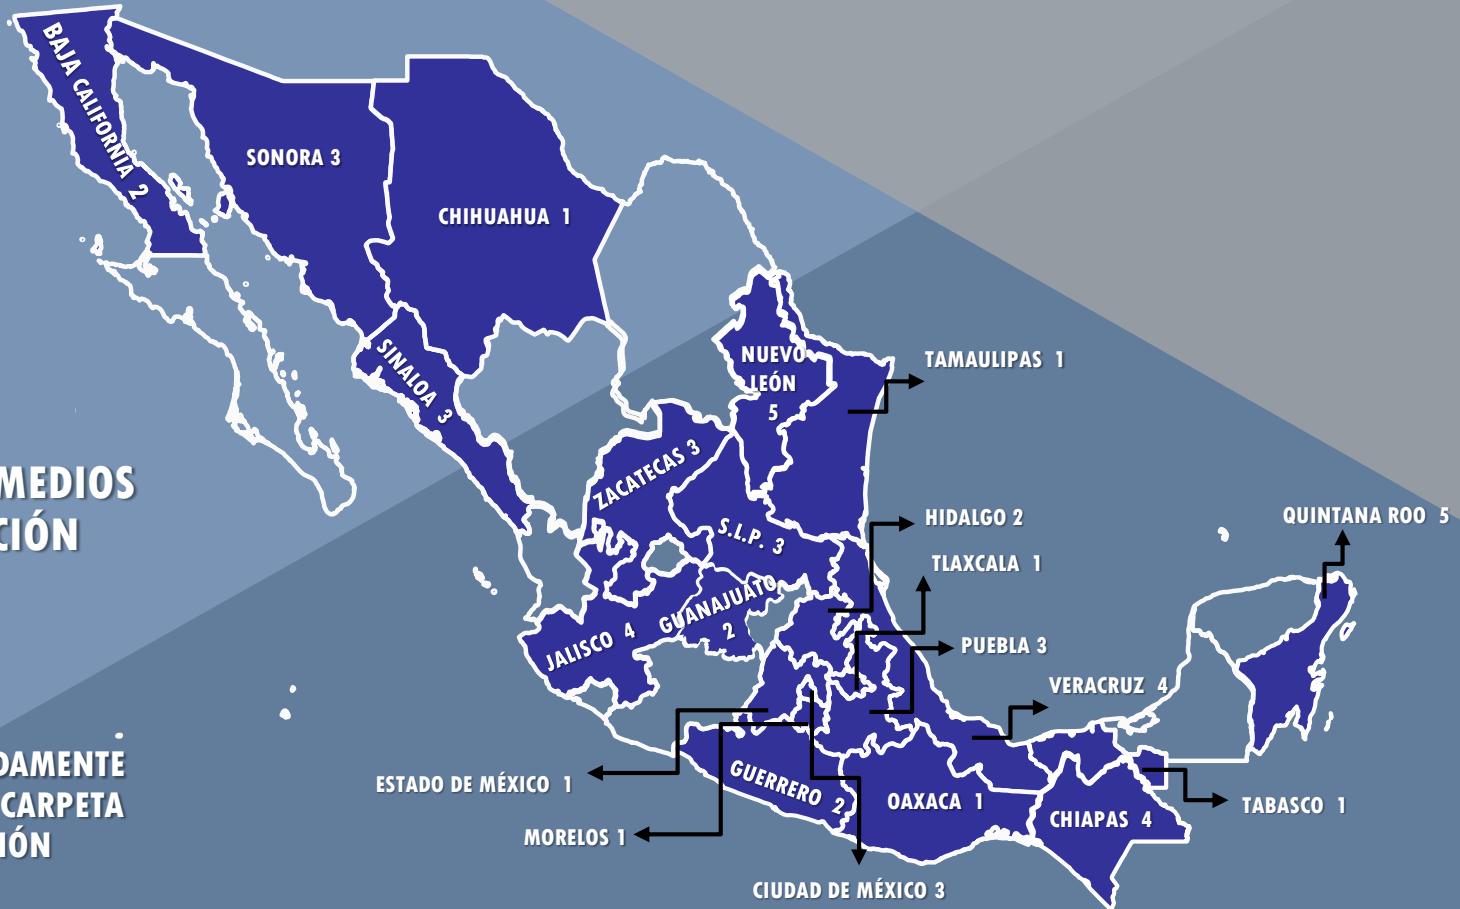 BAJA CALIFORNIA 2
SONORA 3
CHIHUAHUA 1
SINALOA 3
NUEVO
LEÓN
5
TAMAULIPAS 1
ZACATECAS 3
S.L.P. 3
HIDALGO 2
TLAXCALA 1
QUINTANA ROO 5
GUANAJUATO
2
JALISCO 4
PUEBLA 3
VERACRUZ 4
ESTADO DE MÉXICO 1
GUERRERO 2
OAXACA 1
CHIAPAS 4
TABASCO 1
MORELOS 1
CIUDAD DE MÉXICO 3
MEDIOS
CIÓN
DAMENTE
CARPETA
IÓN